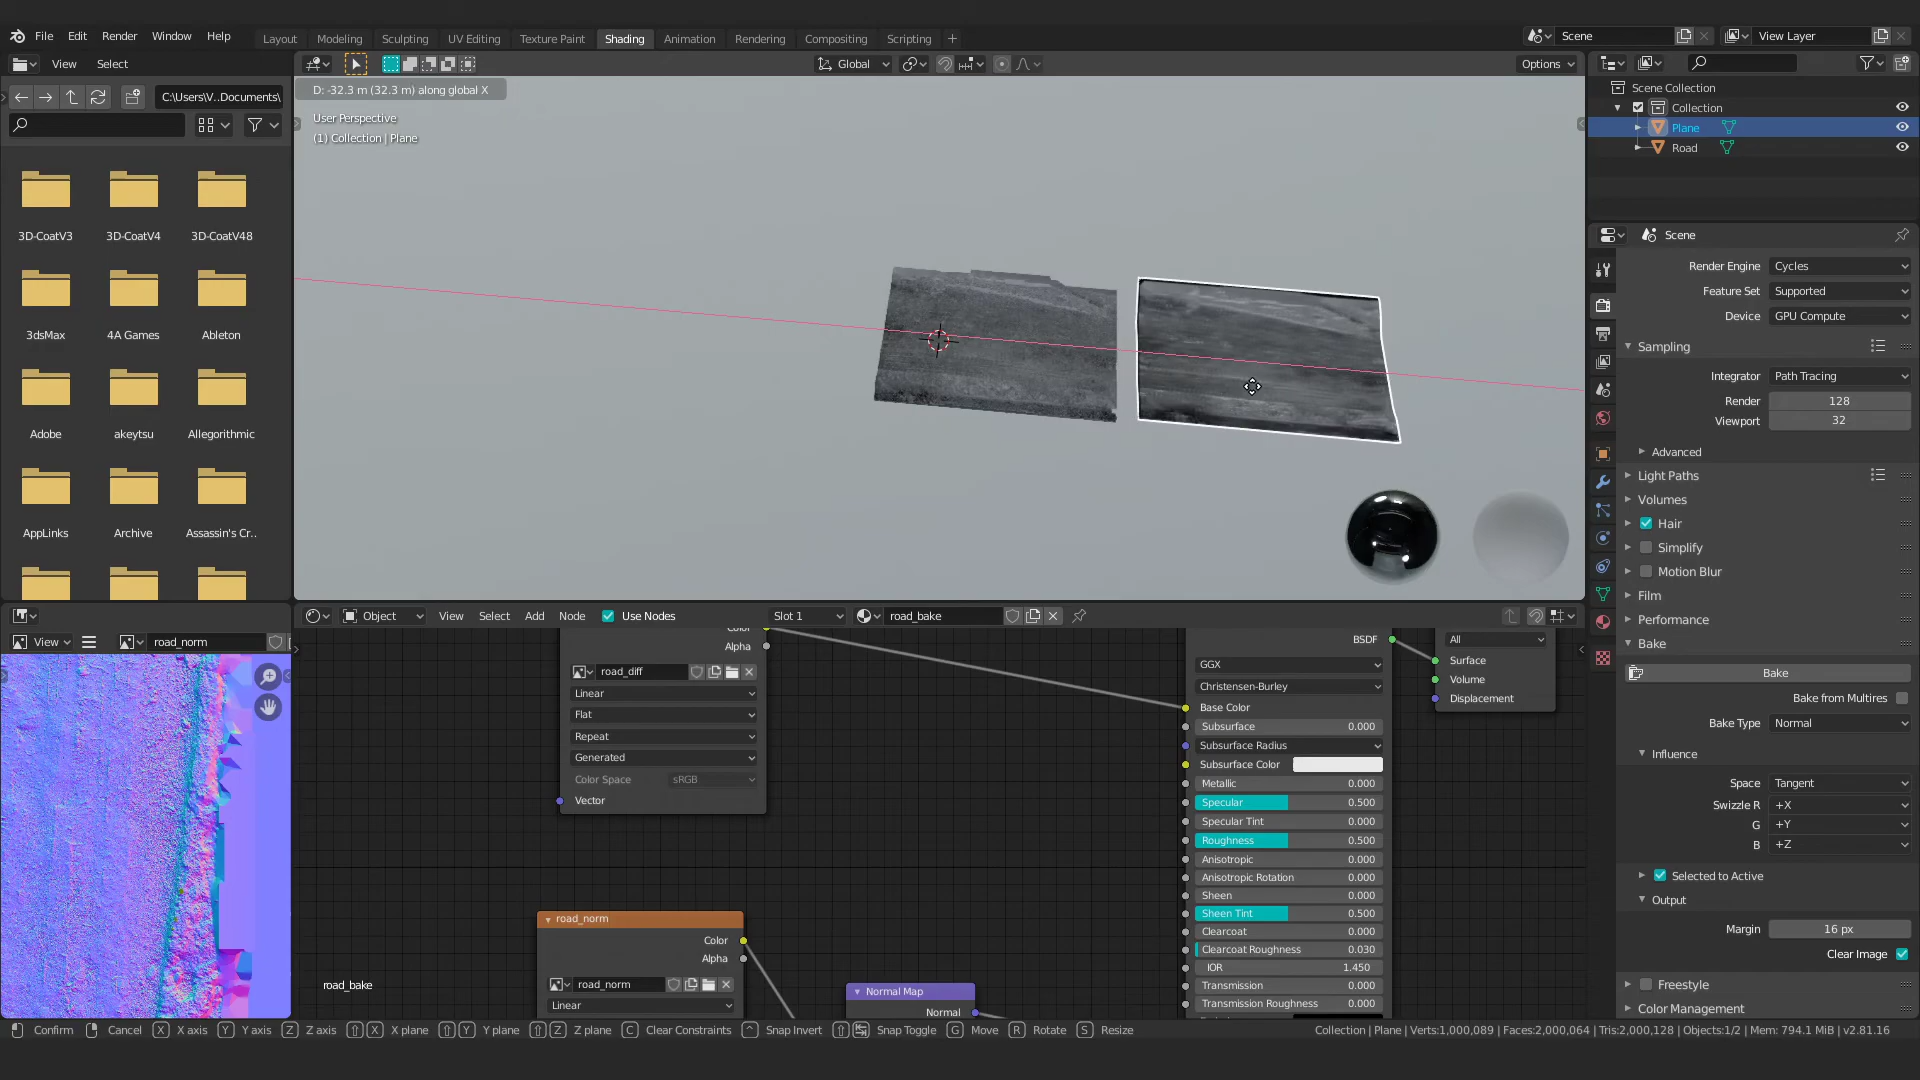 File Edit Render Window Help
Layout Modeling Sculpting UV Editing Texture Paint Shading Animation Rendering Compositing Scripting
Scene
View Layer
View Select
Global
Options
C:\Users\V..Documents\
D: -32.3 m (32.3 m) along global X
User Perspective
(1) Collection | Plane
3D-CoatV3 3D-CoatV4 3D-CoatV48
3dsMax 4A Games Ableton
Adobe akeytsu Allegorithmic
AppLinks Archive Assassin's Cr..
Scene Collection
Collection
Plane
Road
Scene
Render Engine Cycles
Feature Set Supported
Device GPU Compute
Sampling
Integrator Path Tracing
Render 128
Viewport 32
Advanced
Light Paths
Volumes
Hair
Simplify
Motion Blur
Film
Performance
Bake
Bake
Bake from Multires
Bake Type Normal
Influence
Space Tangent
Swizzle R +X
G +Y
B +Z
Selected to Active
Output
Margin 16 px
Clear Image
Freestyle
Color Management
View road_norm
Object View Select Add Node Use Nodes Slot 1 road_bake
Alpha
road_diff
Linear
Flat
Repeat
Generated
Color Space sRGB
Vector
road_norm
Color
Alpha
road_norm
Linear
Normal Map
Normal
road_bake
BSDF
GGX
Christensen-Burley
Base Color
Subsurface 0.000
Subsurface Radius
Subsurface Color
Metallic 0.000
Specular 0.500
Specular Tint 0.000
Roughness 0.500
Anisotropic 0.000
Anisotropic Rotation 0.000
Sheen 0.000
Sheen Tint 0.500
Clearcoat 0.000
Clearcoat Roughness 0.030
IOR 1.450
Transmission 0.000
Transmission Roughness 0.000
All
Surface
Volume
Displacement
Confirm Cancel X X axis Y Y axis Z Z axis X X plane Y Y plane Z Z plane C Clear Constraints Snap Invert Snap Toggle G Move R Rotate S Resize
Collection | Plane | Verts:1,000,089 | Faces:2,000,064 | Tris:2,000,128 | Objects:1/2 | Mem: 794.1 MiB | v2.81.16